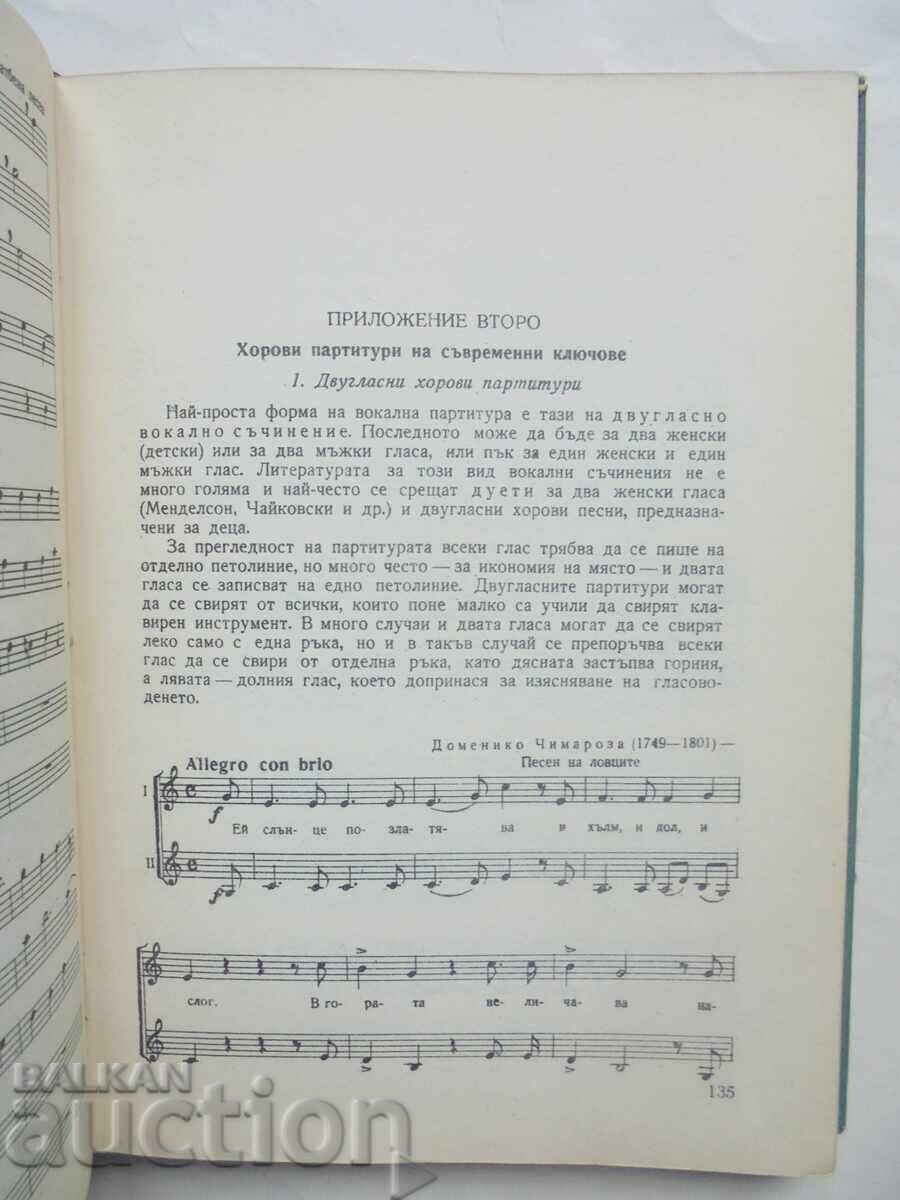 ПРИЛОЖЕНИЕ ВТОРО
Хорови партитури на съвременни ключове
1. Двугласни хорови партитури
Най-проста форма на вокална партитура е тази на двугласно
вокално съчинение. Последното може да бъде за два женски
(детски) или за два мъжки гласа, или пък за един женски и един
мъжки глас. Литературата за този вид вокални съчинения не е
много голяма и най-често се срещат дуети за два женски гласа
(Менделсон, Чайковски и др.) и двугласни хорови песни, предназна-
чени за деца.
За прегледност на партитурата всеки глас трябва да се пише на
отделно петолиние, но много често — за икономия на място — и двата
гласа се записват на едно петолиние. Двугласните партитури могат
да се свирят от всички, които поне малко са учили да свирят кла-
вирен инструмент. В много случаи и двата гласа могат да се свирят
леко само с една ръка, но и в такъв случай се препоръчва всеки
глас да се свири от отделна ръка, като дясната застъпва горния,
а лявата — долния глас, което допринася за изясняване на гласово-
денето.
Доменико Чимароза (1749—1801) —
Песен на ловците
Allegro con brio
I
f
Ей слън- це по- зла- тя- ва и хълм, и дол, и
II
f
слог. В го- ра- та ве- ли- ча- ва на-
135
BALKAN
auction